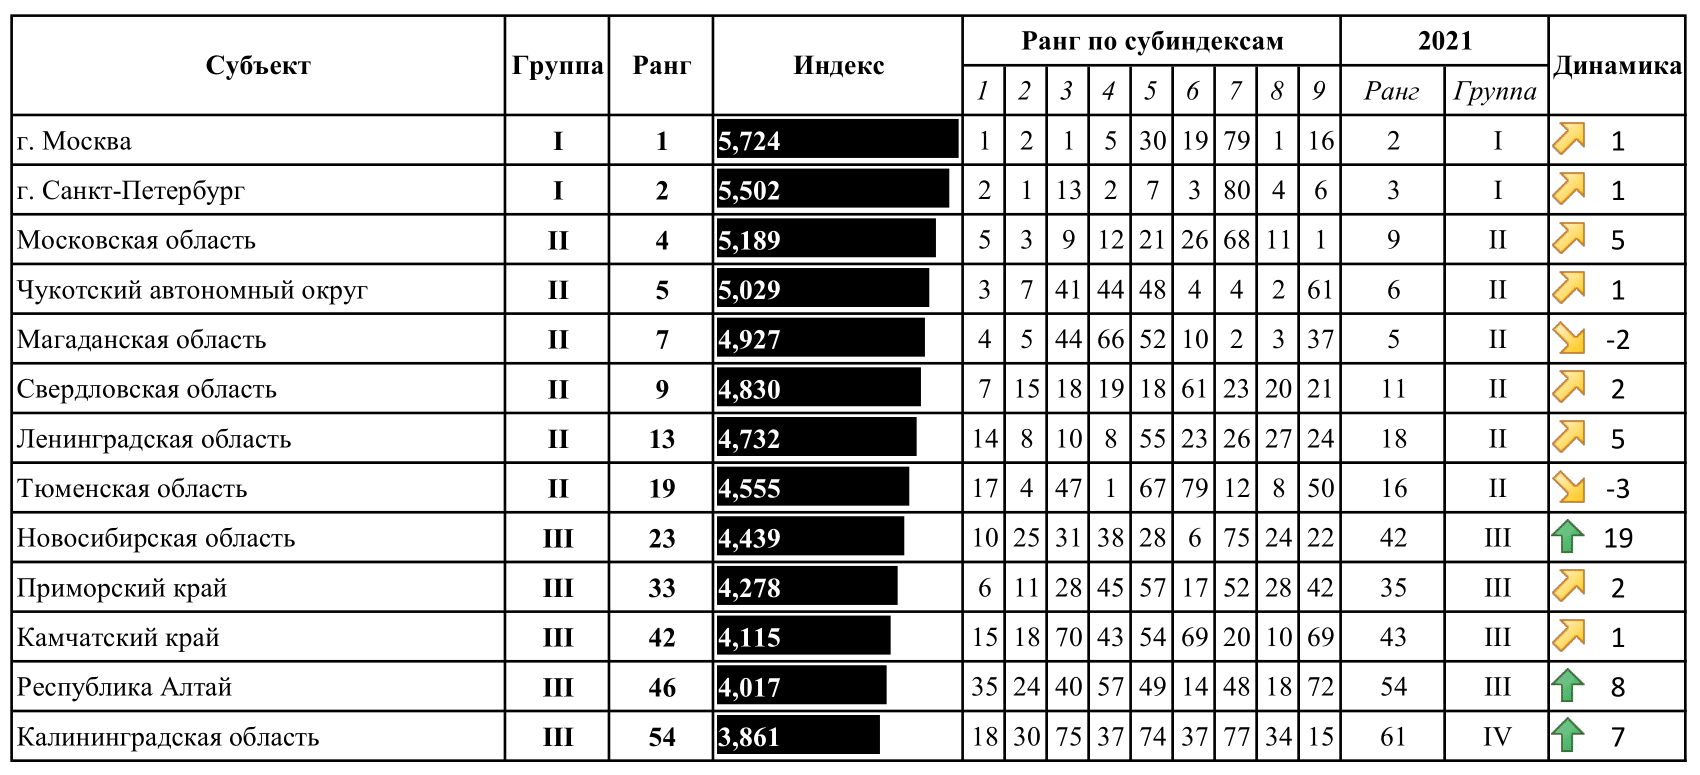 Субъект Группа Ранг Индекс Ранг по субиндексам 2021 Динамика
1 2 3 4 5 6 7 8 9 Ранг Группа
г. Москва I 1 5,724 1 2 1 5 30 19 79 1 16 2 I 1
г. Санкт-Петербург I 2 5,502 2 1 13 2 7 3 80 4 6 3 I 1
Московская область II 4 5,189 5 3 9 12 21 26 68 11 1 9 II 5
Чукотский автономный округ II 5 5,029 3 7 41 44 48 4 4 2 61 6 II 1
Магаданская область II 7 4,927 4 5 44 66 52 10 2 3 37 5 II -2
Свердловская область II 9 4,830 7 15 18 19 18 61 23 20 21 11 II 2
Ленинградская область II 13 4,732 14 8 10 8 55 23 26 27 24 18 II 5
Тюменская область II 19 4,555 17 4 47 1 67 79 12 8 50 16 II -3
Новосибирская область III 23 4,439 10 25 31 38 28 6 75 24 22 42 III 19
Приморский край III 33 4,278 6 11 28 45 57 17 52 28 42 35 III 2
Камчатский край III 42 4,115 15 18 70 43 54 69 20 10 69 43 III 1
Республика Алтай III 46 4,017 35 24 40 57 49 14 48 18 72 54 III 8
Калининградская область III 54 3,861 18 30 75 37 74 37 77 34 15 61 IV 7